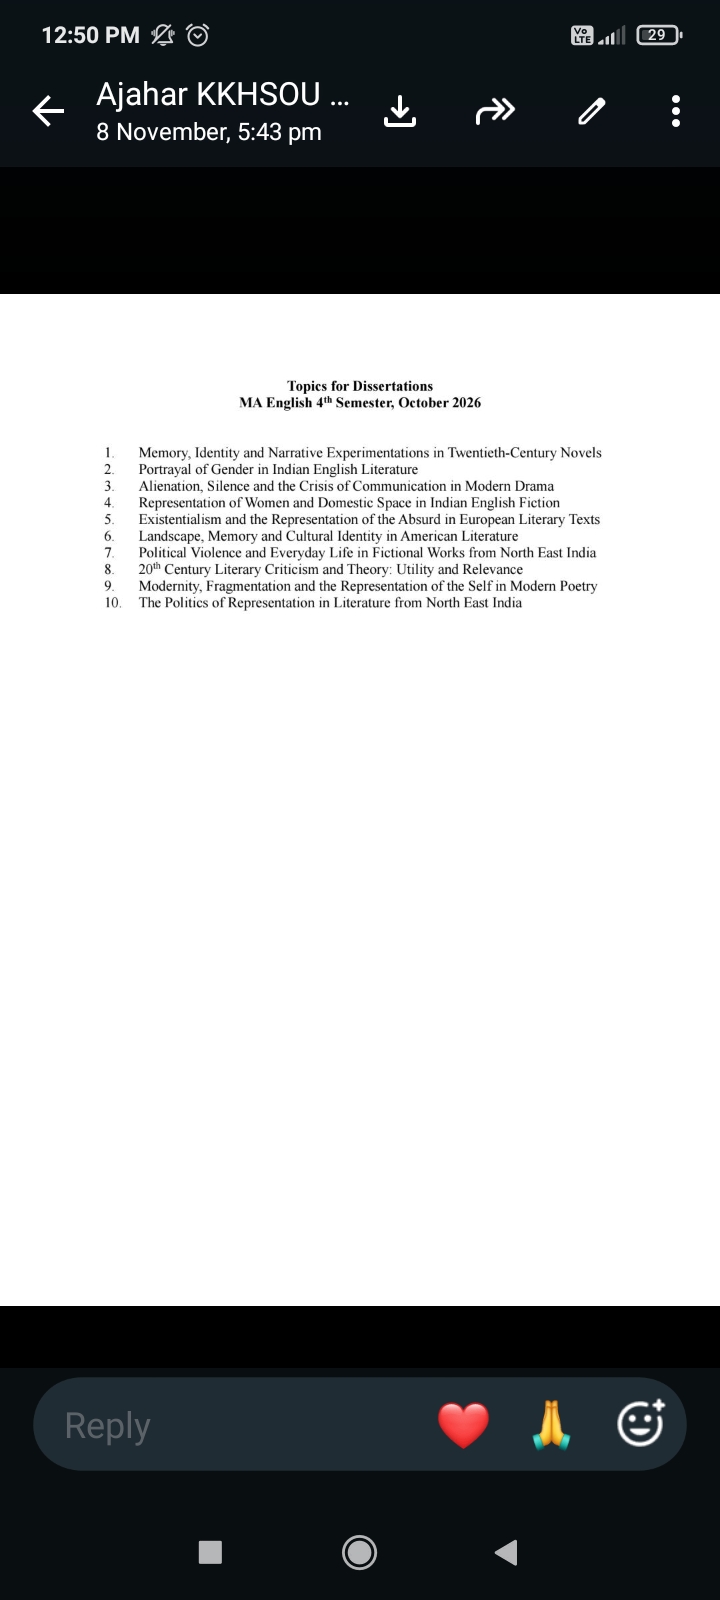 12:50 PM
Vo LTE
29
Ajahar KKHSOU ...
8 November, 5:43 pm
Topics for Dissertations
MA English 4th Semester, October 2026
1. Memory, Identity and Narrative Experimentations in Twentieth-Century Novels
2. Portrayal of Gender in Indian English Literature
3. Alienation, Silence and the Crisis of Communication in Modern Drama
4. Representation of Women and Domestic Space in Indian English Fiction
5. Existentialism and the Representation of the Absurd in European Literary Texts
6. Landscape, Memory and Cultural Identity in American Literature
7. Political Violence and Everyday Life in Fictional Works from North East India
8. 20th Century Literary Criticism and Theory: Utility and Relevance
9. Modernity, Fragmentation and the Representation of the Self in Modern Poetry
10. The Politics of Representation in Literature from North East India
Reply